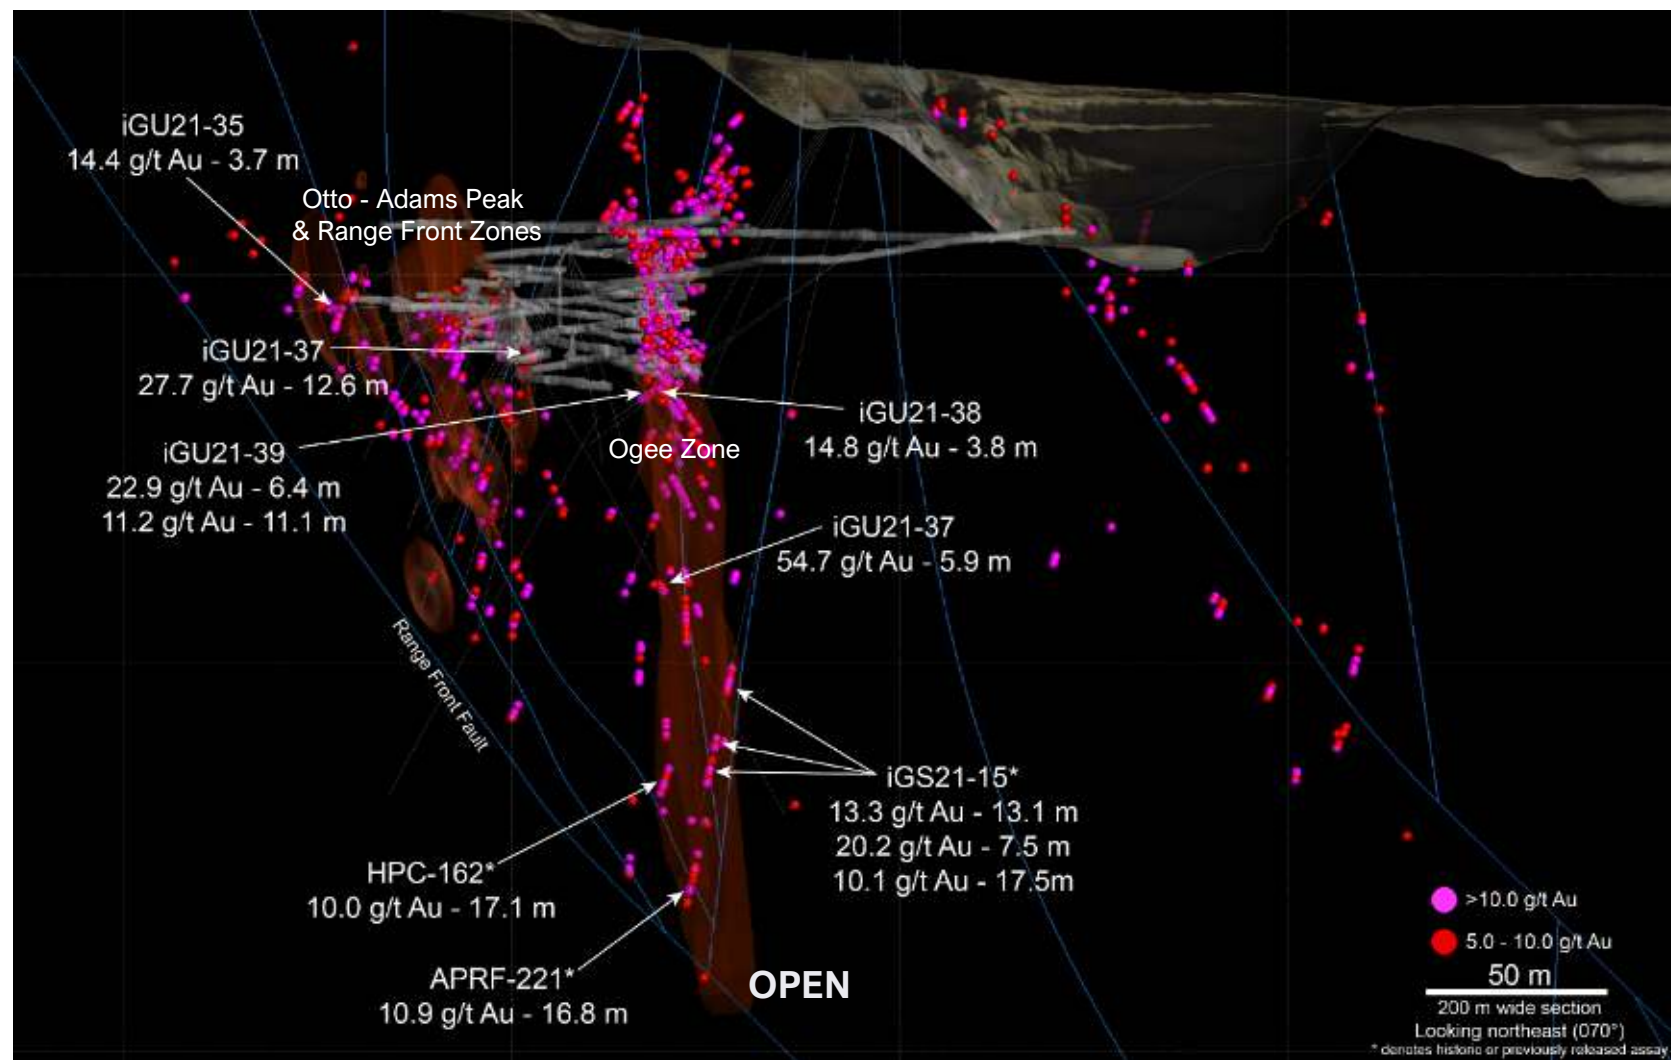 iGU21-35
14.4 g/t Au - 3.7 m
Otto - Adams Peak
& Range Front Zones
iGU21-37
27.7 g/t Au - 12.6 m
iGU21-38
14.8 g/t Au - 3.8 m
Ogee Zone
iGU21-39
22.9 g/t Au - 6.4 m
11.2 g/t Au - 11.1 m
iGU21-37
54.7 g/t Au - 5.9 m
Range Front Fault
iGS21-15*
13.3 g/t Au - 13.1 m
20.2 g/t Au - 7.5 m
10.1 g/t Au - 17.5m
HPC-162*
10.0 g/t Au - 17.1 m
APRF-221*
10.9 g/t Au - 16.8 m
OPEN
>10.0 g/t Au
5.0 - 10.0 g/t Au
50 m
200 m wide section
Looking northeast (070°)
* denotes historic or previously released assay